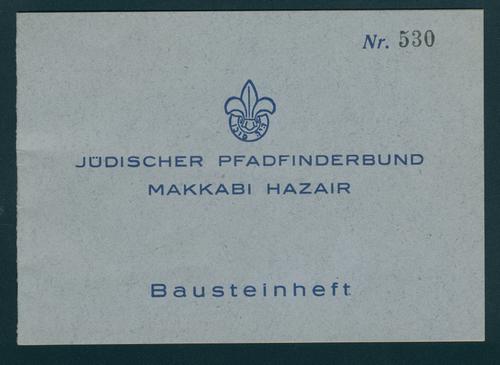 Nr. 530
JÜDISCHER PFADFINDERBUND
MAKKABI HAZAIR
Bausteinheft